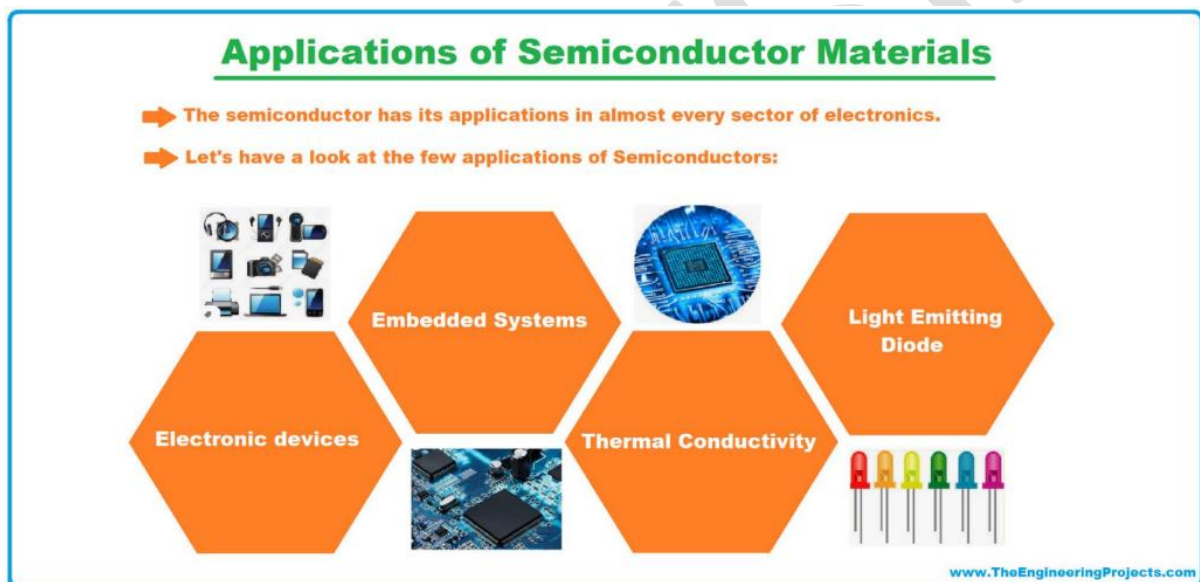 Applications of Semiconductor Materials
The semiconductor has its applications in almost every sector of electronics.
Let's have a look at the few applications of Semiconductors:
Electronic devices
Embedded Systems
Thermal Conductivity
Light Emitting
Diode
www.TheEngineeringProjects.com